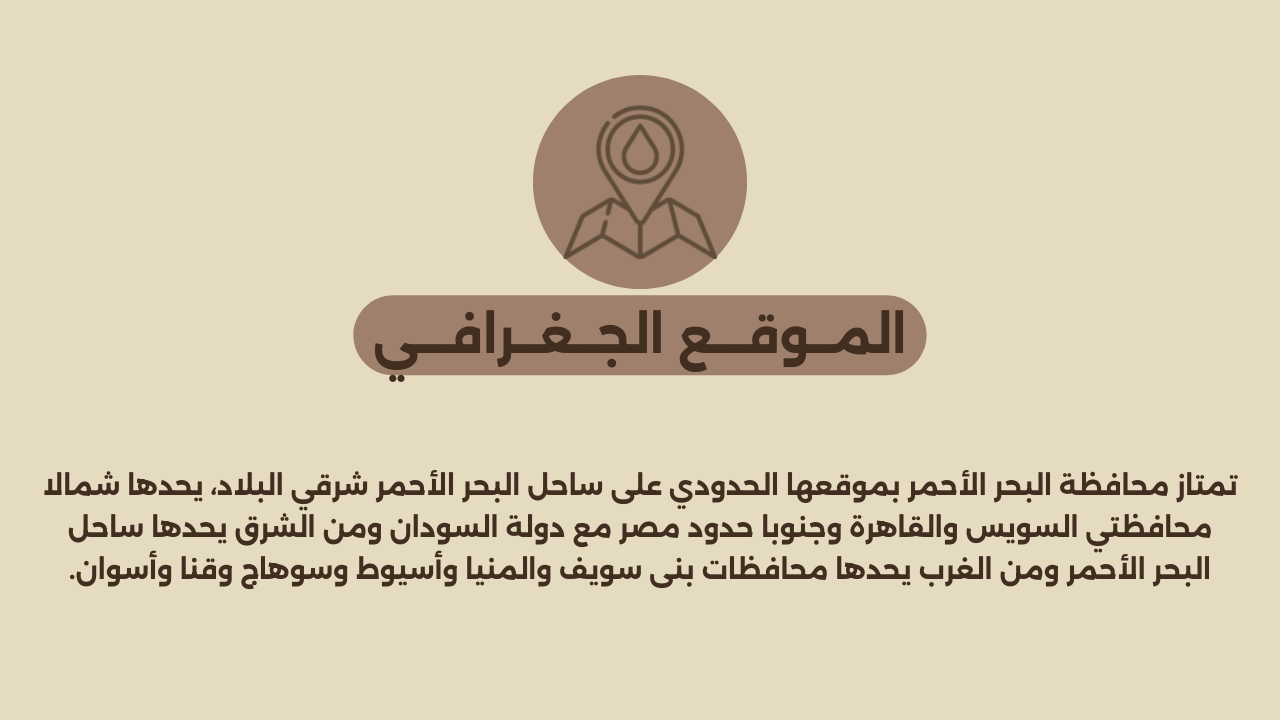 المـوقـع الجـغـرافـي
تمتاز محافظة البحر الأحمر بموقعها الحدودي على ساحل البحر الأحمر شرقي البلاد، يحدها شمالا
محافظتي السويس والقاهرة وجنوبا حدود مصر مع دولة السودان ومن الشرق يحدها ساحل
البحر الأحمر ومن الغرب يحدها محافظات بنى سويف والمنيا وأسيوط وسوهاج وقنا وأسوان.